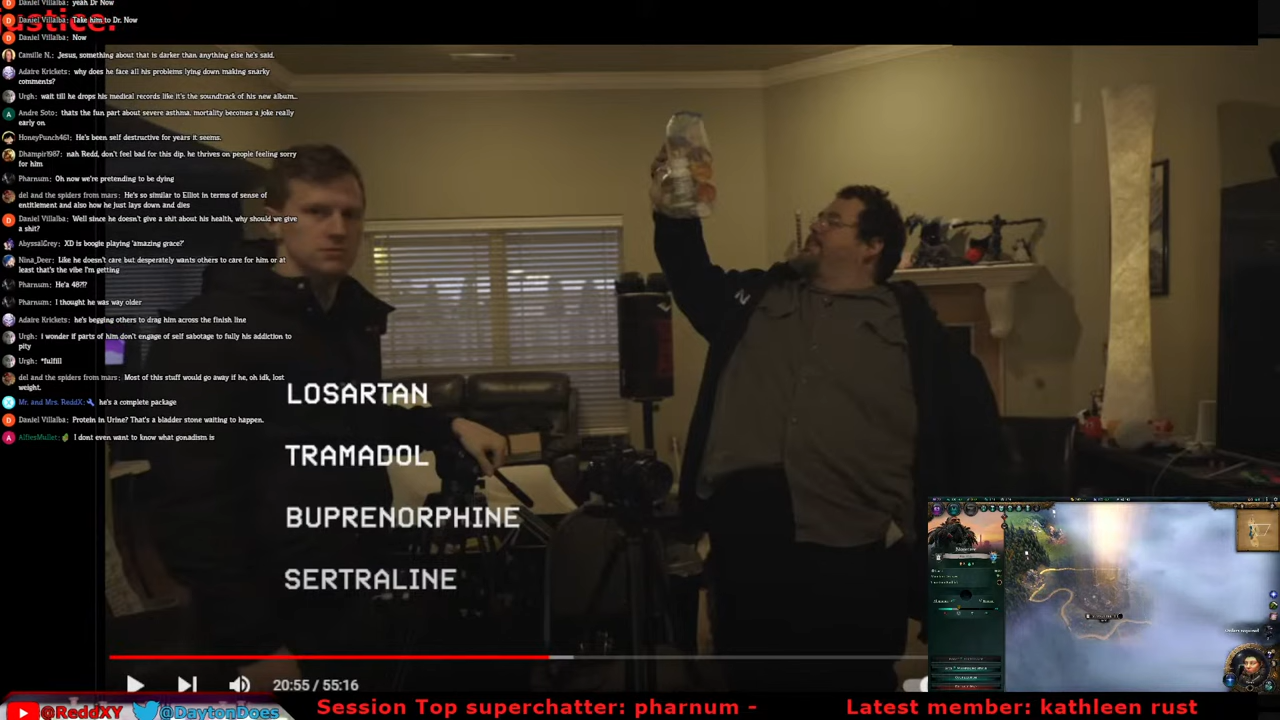 Daniel Villalba: yeah Dr Now
ustice.
Daniel Villalba: Take him to Dr. Now
Daniel Villalba: Now
Camille N.: Jesus, something about that is darker than anything else he's said.
Adaire Krickets: why does he face all his problems lying down making snarky
comments?
Urgh: wait till he drops his medical records like it's the soundtrack of his new album...
Andre Soto: thats the fun part about severe asthma. mortality becomes a joke really
early on.
HoneyPunch461: He's been self destructive for years it seems.
Dhampir1987: nah Redd, don't feel bad for this dip. he thrives on people feeling sorry
for him
Pharnum: Oh now we're pretending to be dying
del and the spiders from mars: He's so similar to Elliot in terms of sense of
entitlement and also how he just lays down and dies
Daniel Villalba: Well since he doesn't give a shit about his health, why should we give
a shit?
AbyssalGrey: XD is boogie playing 'amazing grace?'
Nina_Deer: Like he doesn't care but desperately wants others to care for him or at
least that's the vibe I'm getting
Pharnum: He'a 48?!?
Pharnum: I thought he was way older
Adaire Krickets: he's begging others to drag him across the finish line
Urgh: i wonder if parts of him don't engage of self sabotage to fully his addiction to
pity
Urgh: *fulfill
del and the spiders from mars: Most of this stuff would go away if he, oh idk, lost
weight.
Mr. and Mrs. ReddX: he's a complete package
Daniel Villalba: Protein in Urine? That's a bladder stone waiting to happen.
AlfiesMullet: I dont even want to know what gonadism is
LOSARTAN
TRAMADOL
BUPRENORPHINE
SERTRALINE
20:55 / 55:16
@ReddXY @DaytonDoes
Session Top superchatter: pharnum - Latest member: kathleen rust